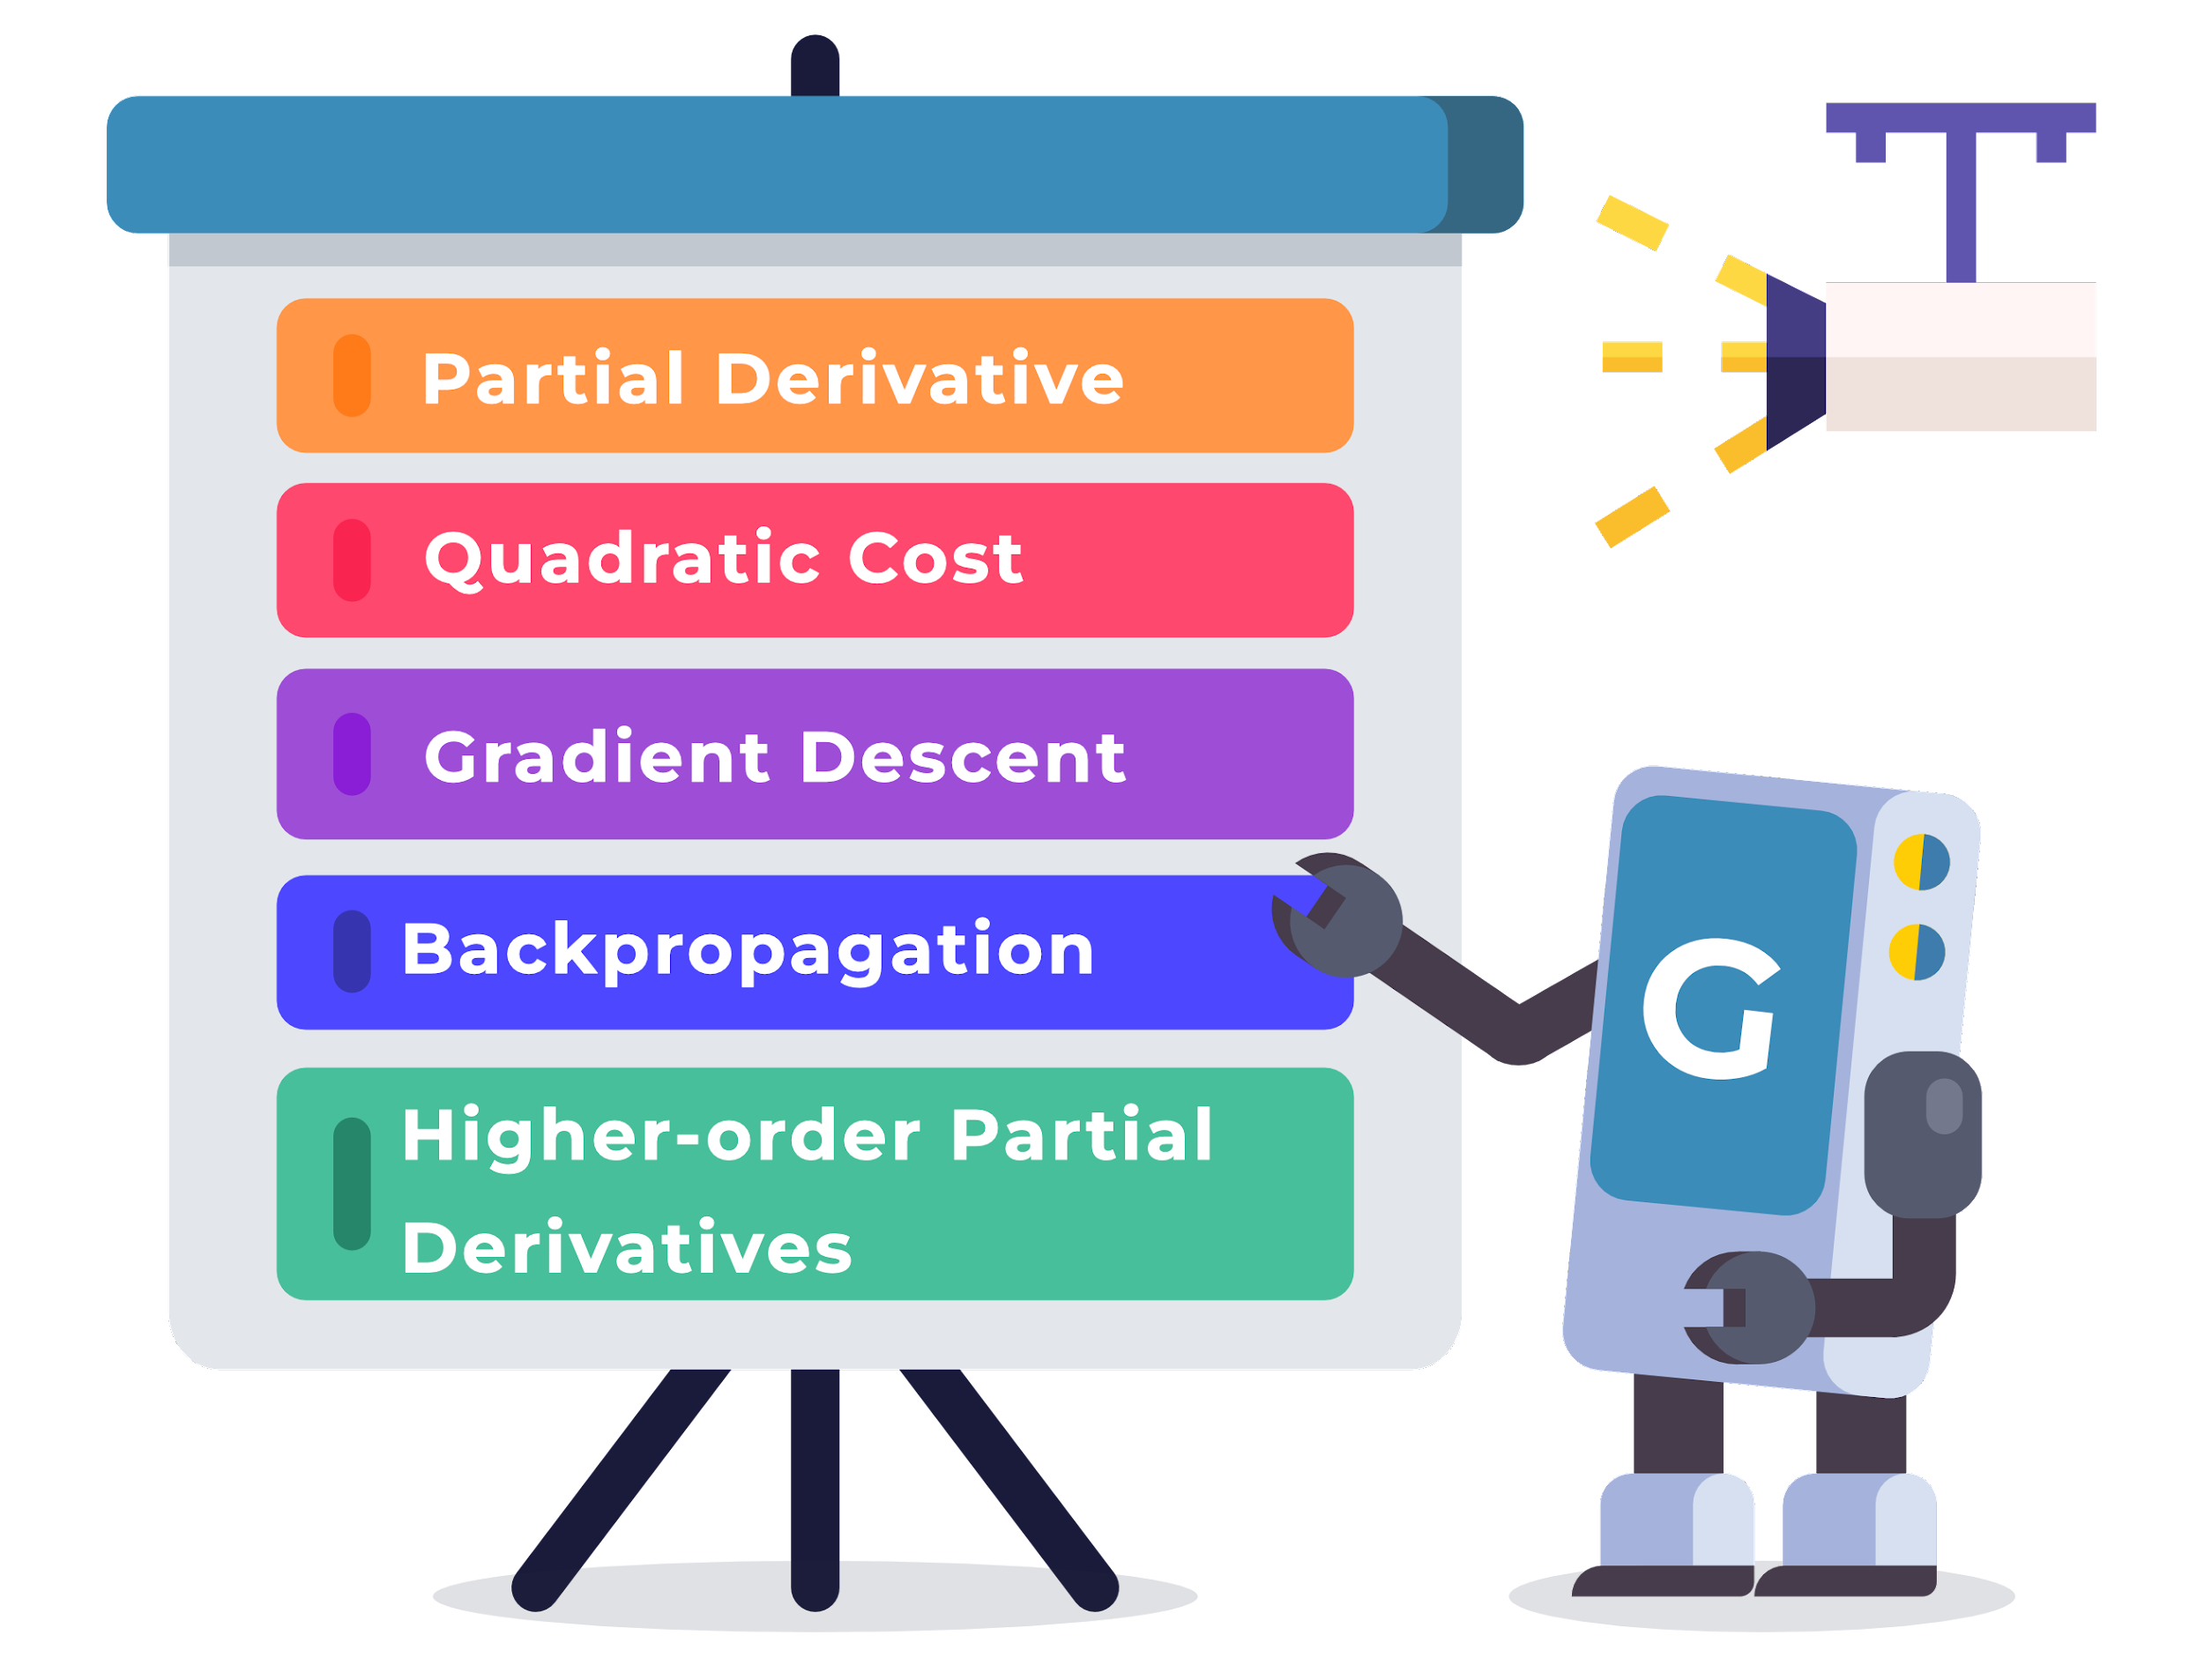 Partial Derivative
Quadratic Cost
Gradient Descent
Backpropagation
Higher-order Partial
Derivatives
G